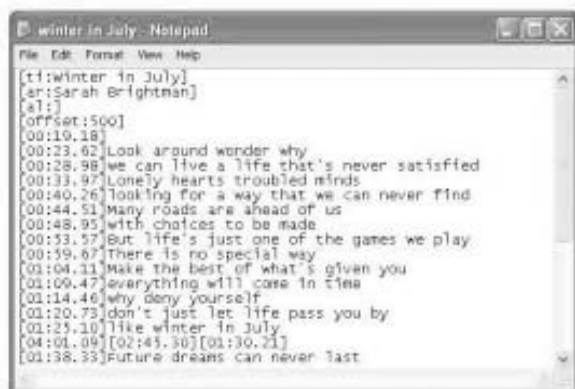 winter in July - Notepad
File Edit Format View Help
[ti:Winter in July]
[ar:Sarah Brightman]
[al:]
[offset:500]
[00:19.18]
[00:23.62]Look around wonder why
[00:28.98]we can live a life that's never satisfied
[00:33.97]Lonely hearts troubled minds
[00:40.26]looking for a way that we can never find
[00:44.51]Many roads are ahead of us
[00:48.95]with choices to be made
[00:53.57]But life's just one of the games we play
[00:59.67]There is no special way
[01:04.11]Make the best of what's given you
[01:09.47]everything will come in time
[01:14.46]why deny yourself
[01:20.73]don't just let life pass you by
[01:25.10]like winter in July
[04:01.09][02:45.30][01:30.21]
[01:38.33]Future dreams can never last